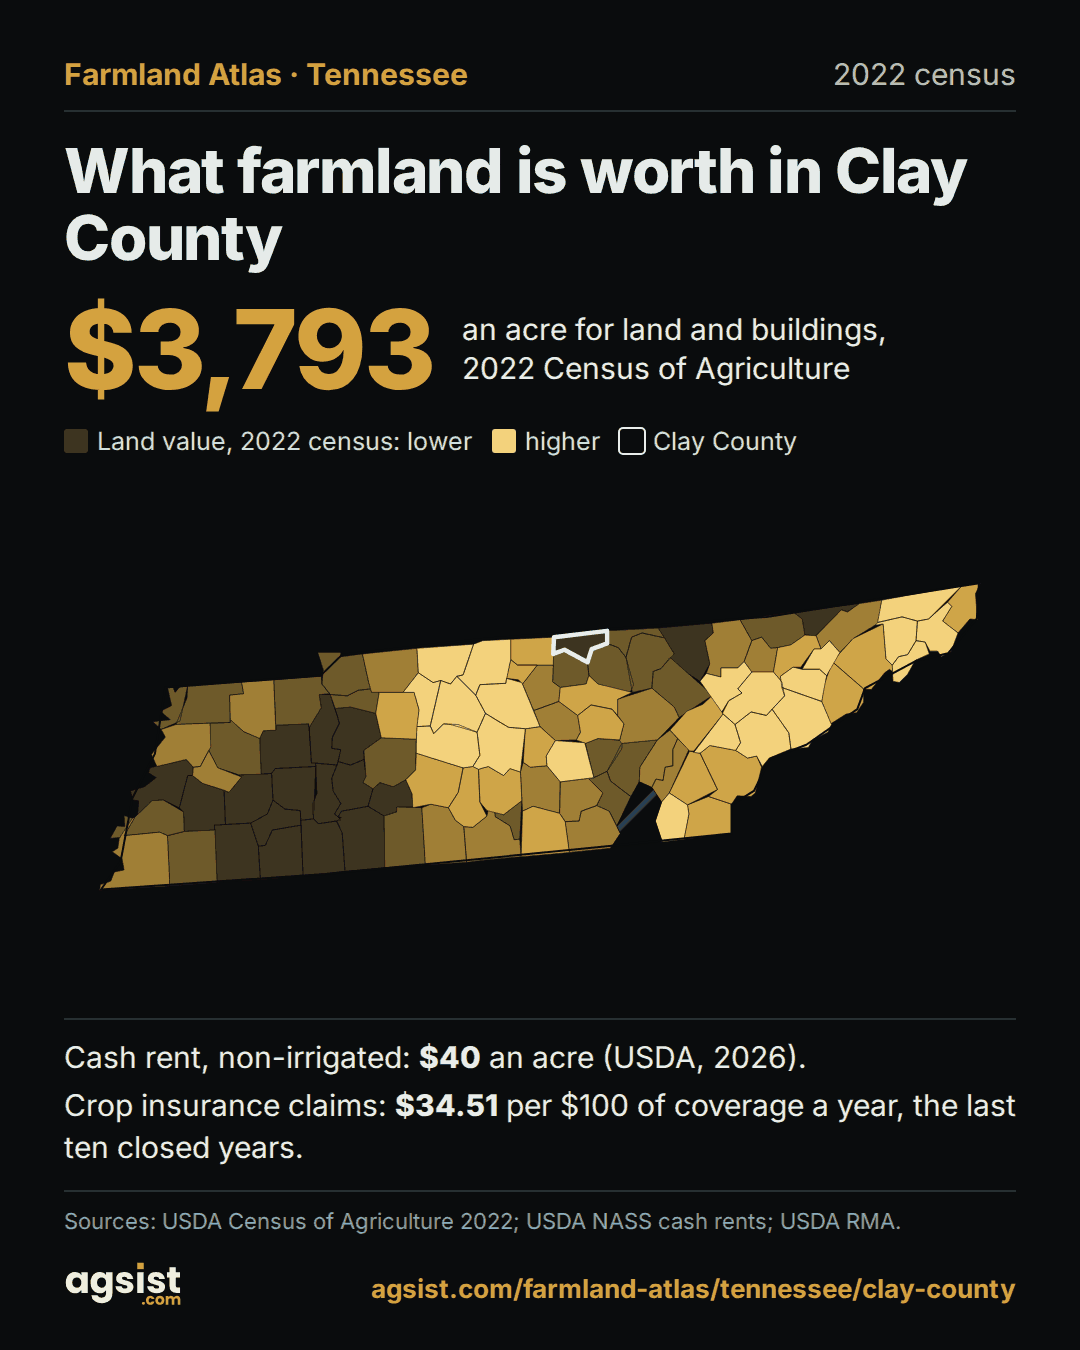 Farmland Atlas · Tennessee
2022 census
What farmland is worth in Clay
County
$3,793
an acre for land and buildings,
2022 Census of Agriculture
Land value, 2022 census: lower
higher
Clay County
Cash rent, non-irrigated: $40 an acre (USDA, 2026).
Crop insurance claims: $34.51 per $100 of coverage a year, the last
ten closed years.
Sources: USDA Census of Agriculture 2022; USDA NASS cash rents; USDA RMA.
agsist
.com
agsist.com/farmland-atlas/tennessee/clay-county